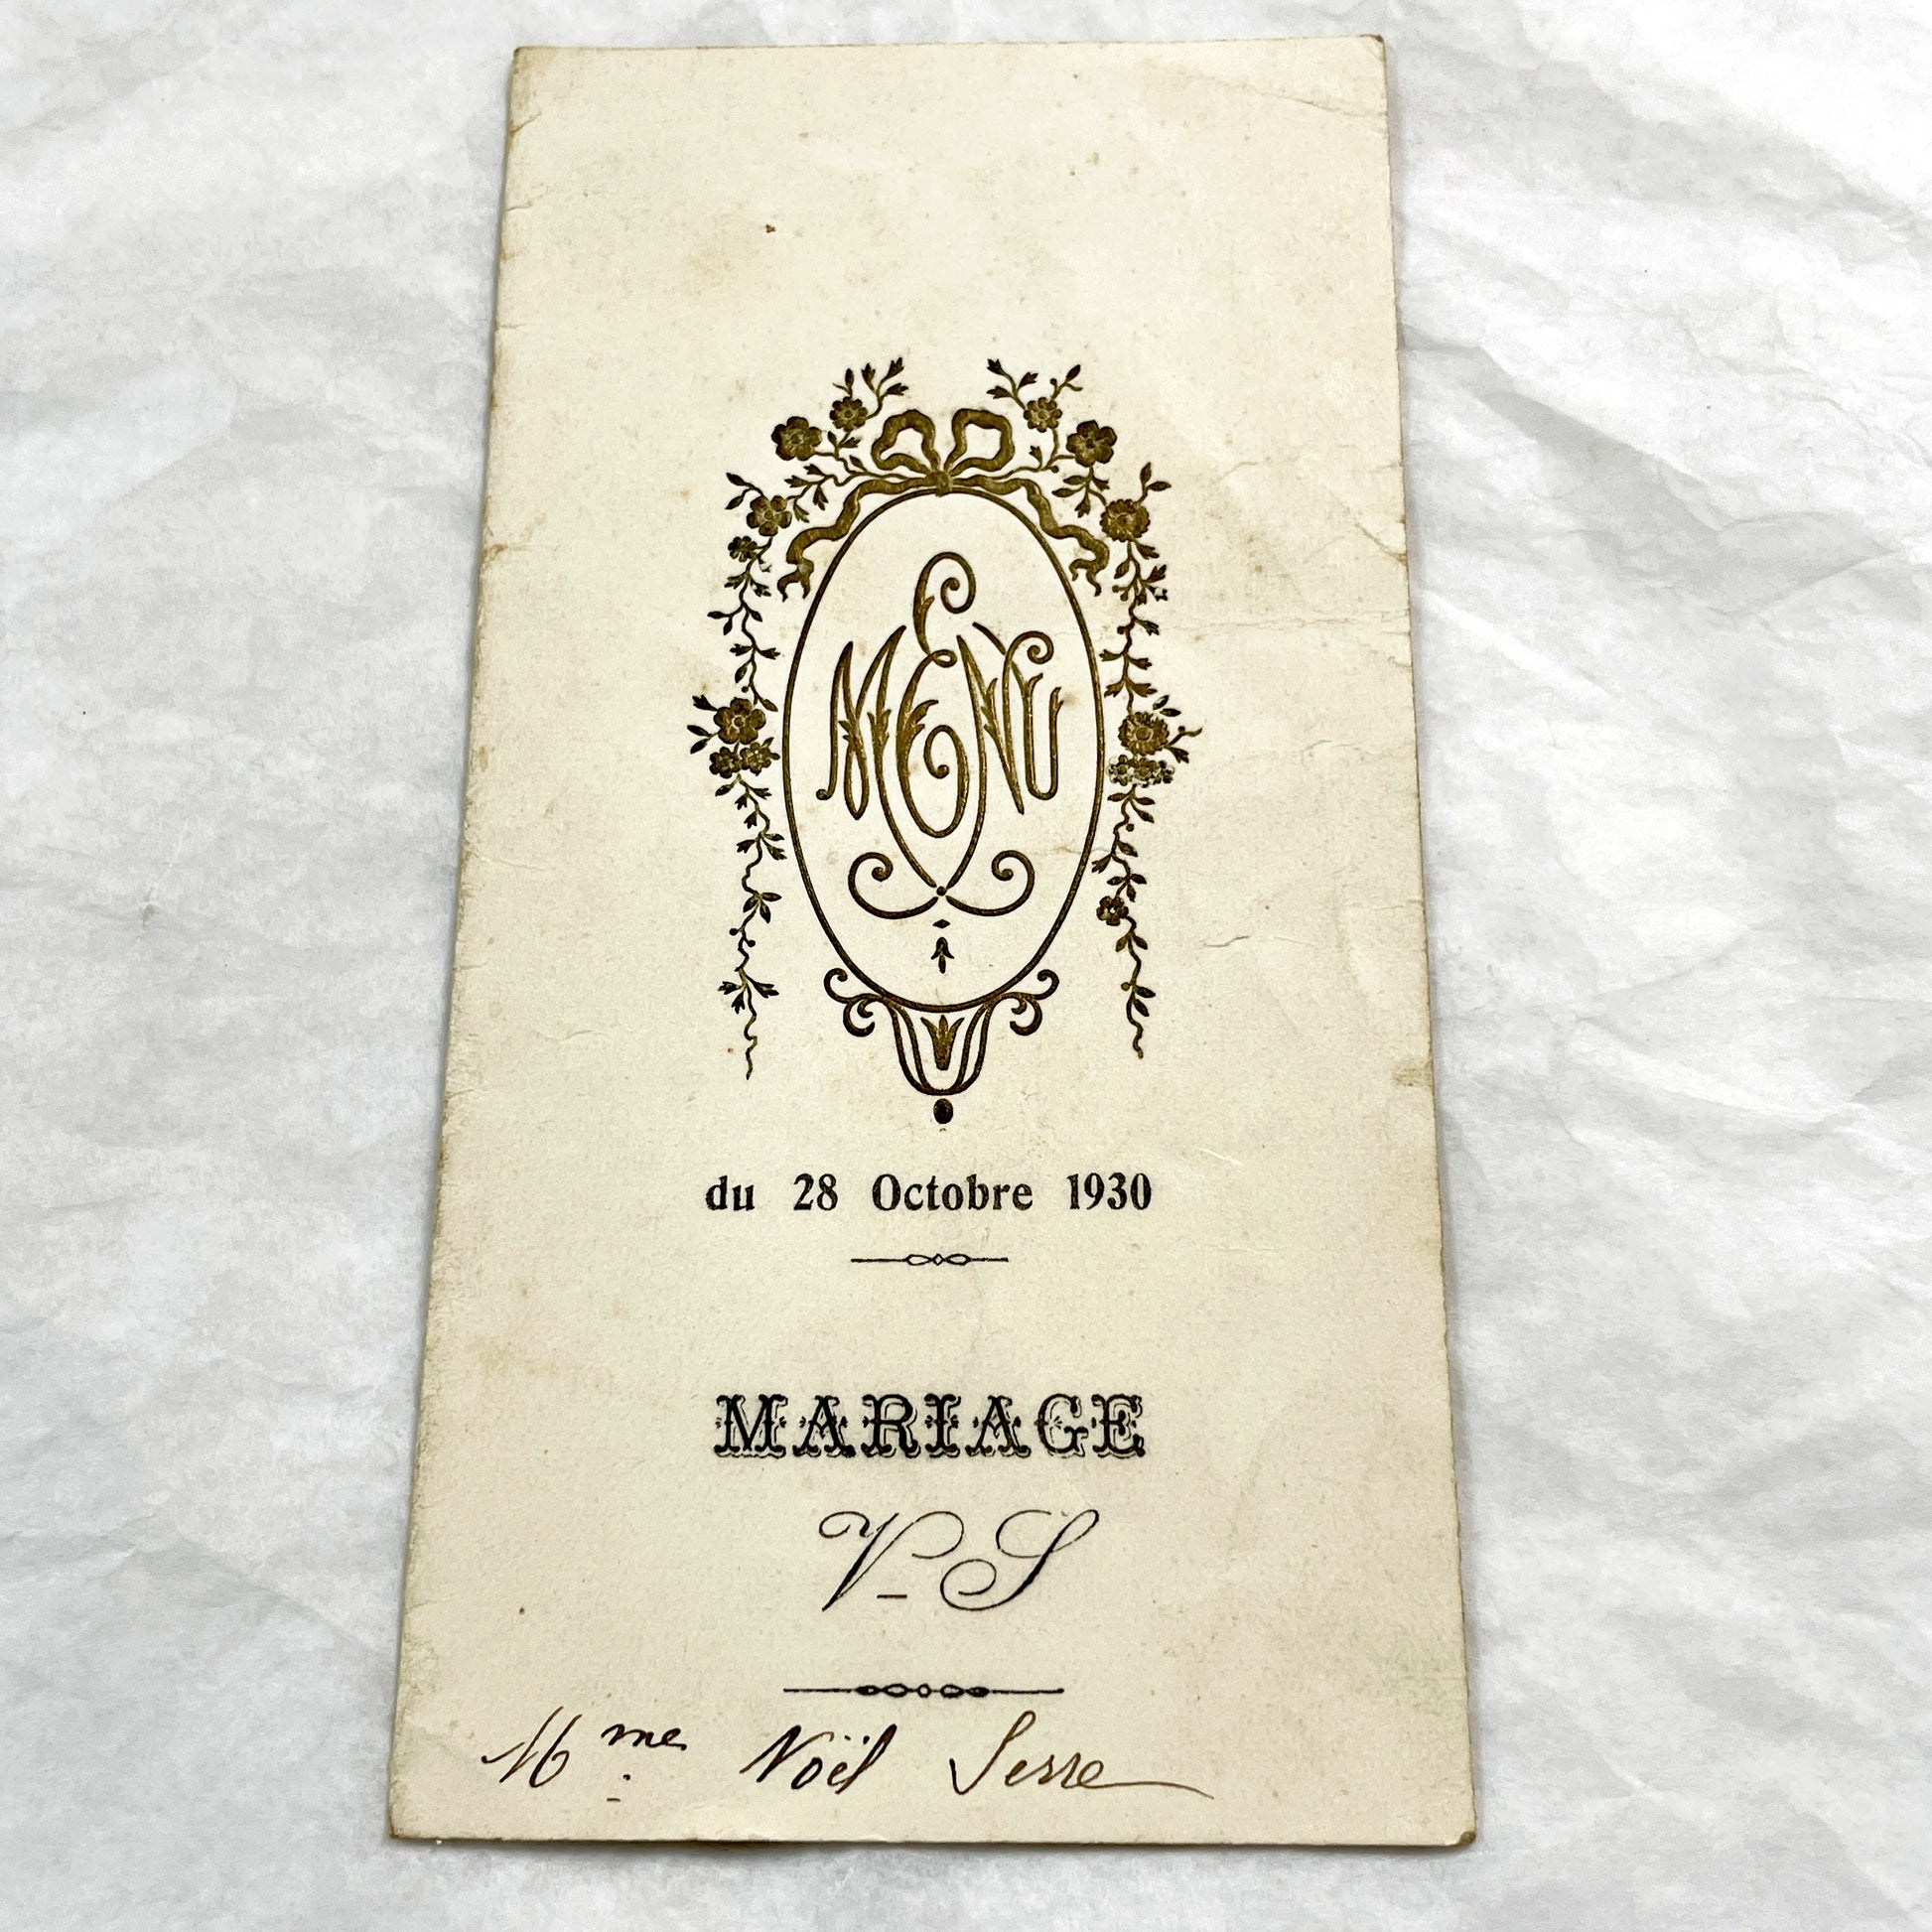 MENU
du 28 Octobre 1930
MARIAGE
V-S
Mme Noël Serre